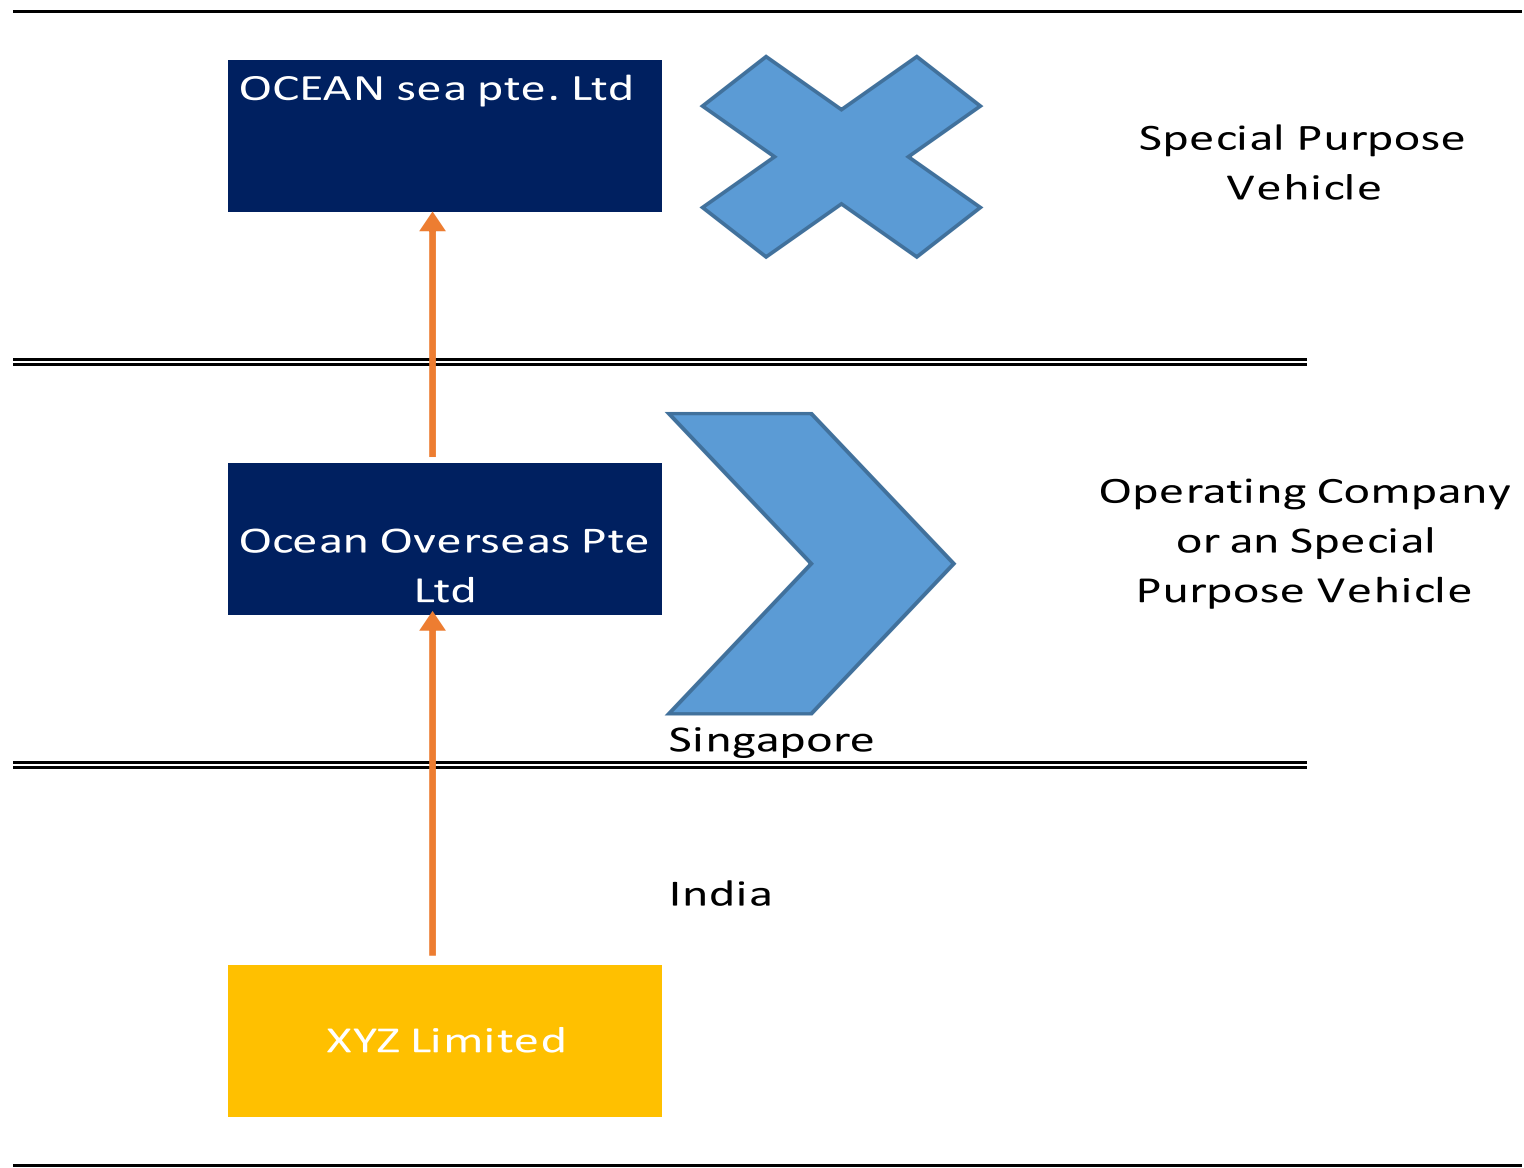 OCEAN sea pte. Ltd
Special Purpose
Vehicle
Ocean Overseas Pte
Ltd
Operating Company
or an Special
Purpose Vehicle
Singapore
India
XYZ Limited